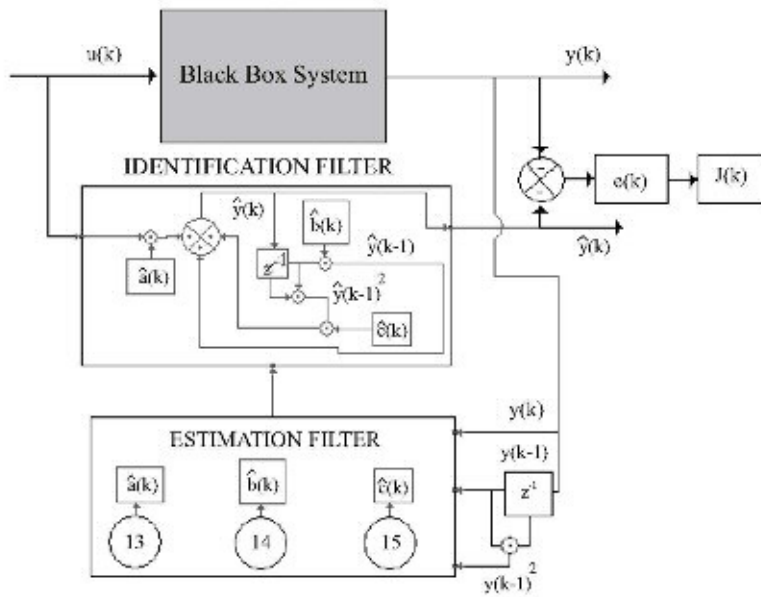 u(k)
Black Box System
y(k)
IDENTIFICATION FILTER
e(k)
J(k)
ŷ(k)
b̂(k)
ŷ(k-1)
ŷ(k)
â(k)
z⁻¹
ŷ(k-1)²
ĉ(k)
y(k)
ESTIMATION FILTER
y(k-1)
â(k)
b̂(k)
ĉ(k)
z⁻¹
13
14
15
y(k-1)²